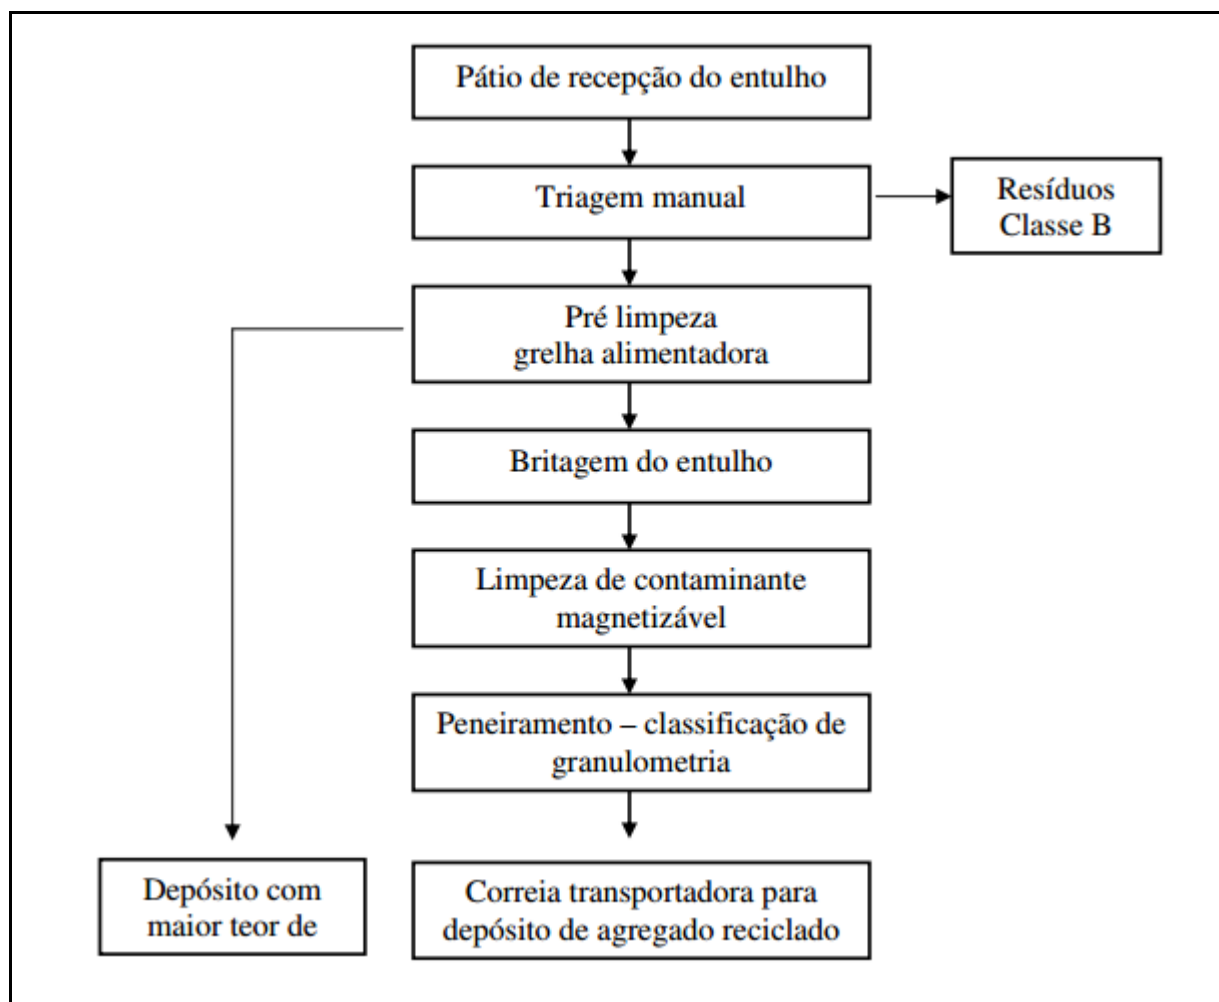 Pátio de recepção do entulho
Triagem manual
Resíduos
Classe B
Pré limpeza
grelha alimentadora
Britagem do entulho
Limpeza de contaminante
magnetizável
Peneiramento – classificação de
granulometria
Depósito com
maior teor de
Correia transportadora para
depósito de agregado reciclado